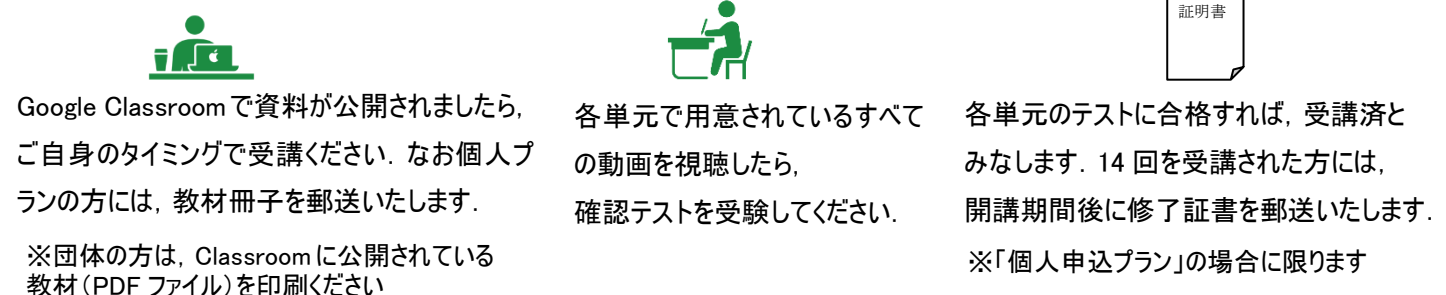 Google Classroomで資料が公開されましたら,
ご自身のタイミングで受講ください. なお個人プ
ランの方には, 教材冊子を郵送いたします.
※団体の方は, Classroomに公開されている
教材(PDF ファイル)を印刷ください
各単元で用意されているすべて
の動画を視聴したら,
確認テストを受験してください.
証明書
各単元のテストに合格すれば, 受講済と
みなします. 14 回を受講された方には,
開講期間後に修了証書を郵送いたします.
※「個人申込プラン」の場合に限ります